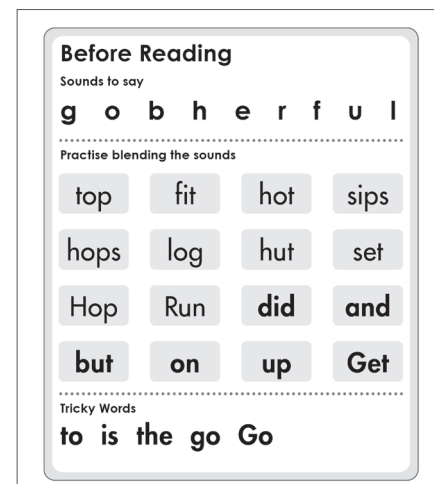 Before Reading
Sounds to say
g o b h e r f u l
Practise blending the sounds
top fit hot sips
hops log hut set
Hop Run did and
but on up Get
Tricky Words
to is the go Go